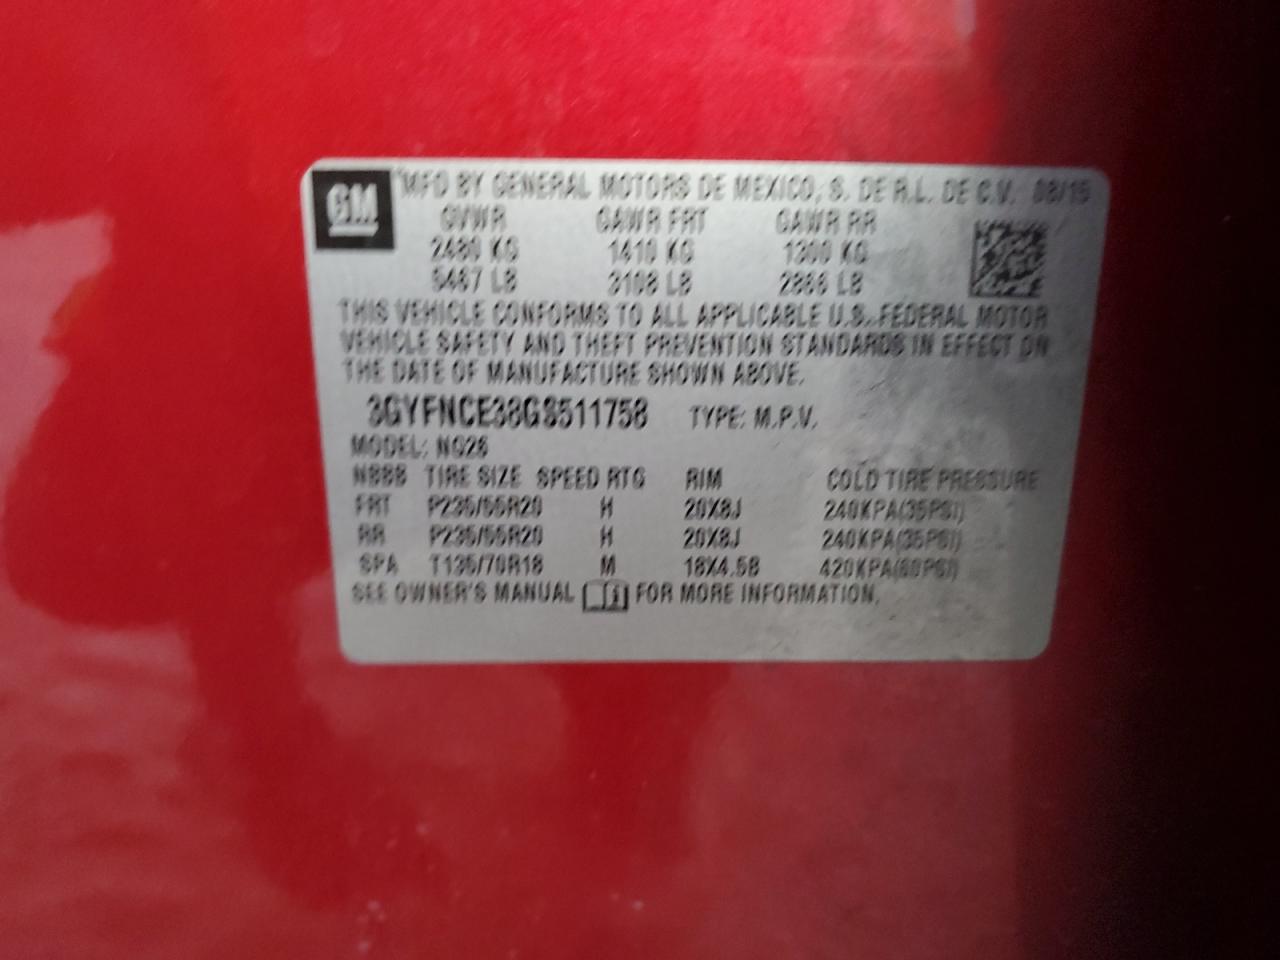 GM
MFD BY GENERAL MOTORS DE MEXICO, S. DE R.L. DE C.V. 08/15
GVWR GAWR FRT GAWR RR
2480 KG 1410 KG 1300 KG
5467 LB 3108 LB 2866 LB
THIS VEHICLE CONFORMS TO ALL APPLICABLE U.S. FEDERAL MOTOR
VEHICLE SAFETY AND THEFT PREVENTION STANDARDS IN EFFECT ON
THE DATE OF MANUFACTURE SHOWN ABOVE.
3GYFNCE38GS511758 TYPE: M.P.V.
MODEL:
TIRE SIZE SPEED RTG RIM COLD TIRE PRESSURE
FRT P235/55R20 H 20X8J 240KPA(35PSI)
RR P235/55R20 H 20X8J 240KPA(35PSI)
SPA T135/70R18 M 18X4.5B 420KPA(60PSI)
SEE OWNER'S MANUAL FOR MORE INFORMATION.